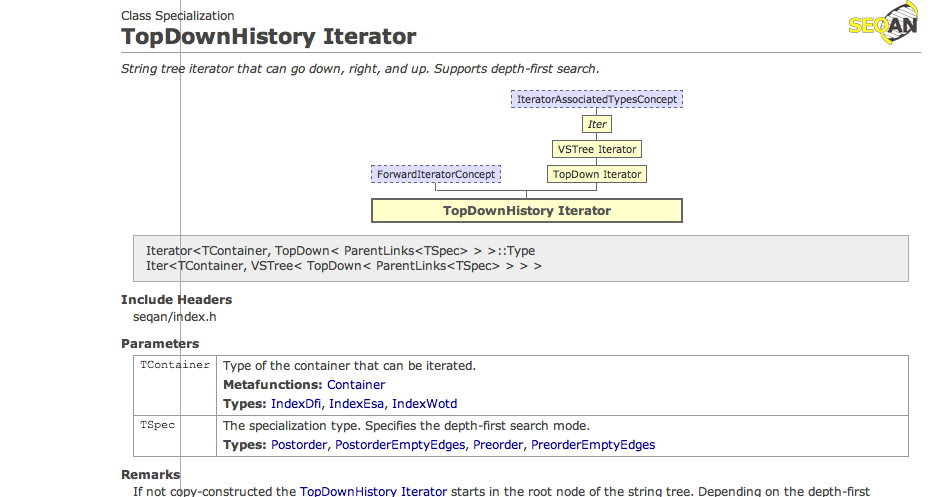 Class Specialization
SEQAN
TopDownHistory Iterator
String tree iterator that can go down, right, and up. Supports depth-first search.
IteratorAssociatedTypesConcept
Iter
VSTree Iterator
ForwardIteratorConcept
TopDown Iterator
TopDownHistory Iterator
Iterator<TContainer, TopDown< ParentLinks<TSpec> > >::Type
Iter<TContainer, VSTree< TopDown< ParentLinks<TSpec> > > >
Include Headers
seqan/index.h
Parameters
TContainer Type of the container that can be iterated.
Metafunctions: Container
Types: IndexDfi, IndexEsa, IndexWotd
TSpec The specialization type. Specifies the depth-first search mode.
Types: Postorder, PostorderEmptyEdges, Preorder, PreorderEmptyEdges
Remarks
If not copy-constructed the TopDownHistory Iterator starts in the root node of the string tree. Depending on the depth-first